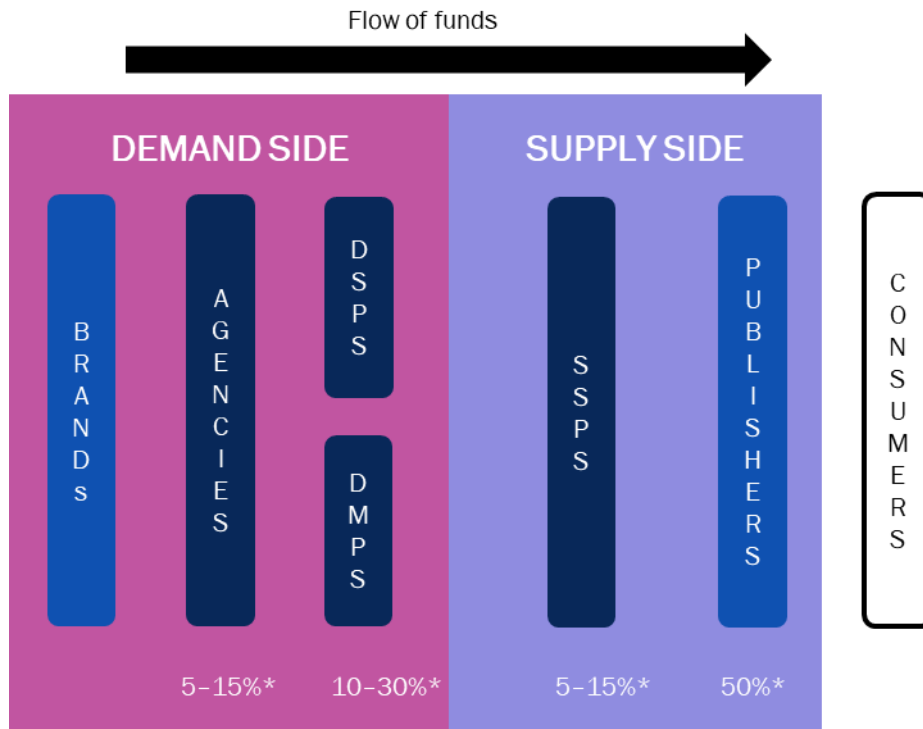 Flow of funds
DEMAND SIDE
SUPPLY SIDE
BRANDs
AGENCIES
DSPS
DMPS
SSPS
PUBLISHERS
CONSUMERS
5–15%*
10–30%*
5–15%*
50%*